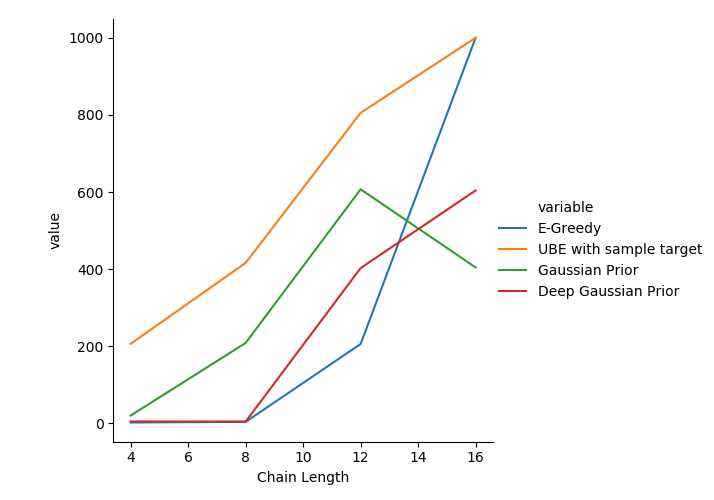 1000
800
600
400
200
0
value
4 6 8 10 12 14 16
Chain Length
variable
E-Greedy
UBE with sample target
Gaussian Prior
Deep Gaussian Prior